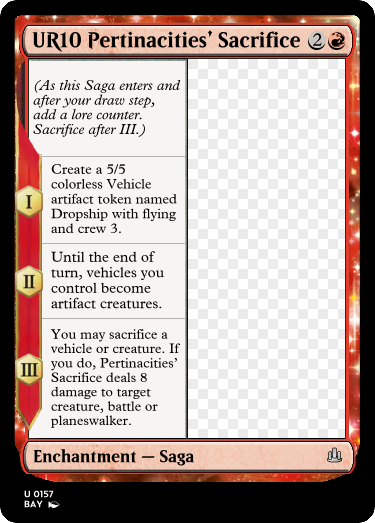 UR10 Pertinacities' Sacrifice 2
(As this Saga enters and
after your draw step,
add a lore counter.
Sacrifice after III.)
I
Create a 5/5
colorless Vehicle
artifact token named
Dropship with flying
and crew 3.
II
Until the end of
turn, vehicles you
control become
artifact creatures.
III
You may sacrifice a
vehicle or creature. If
you do, Pertinacities'
Sacrifice deals 8
damage to target
creature, battle or
planeswalker.
Enchantment — Saga
U 0157
BAY